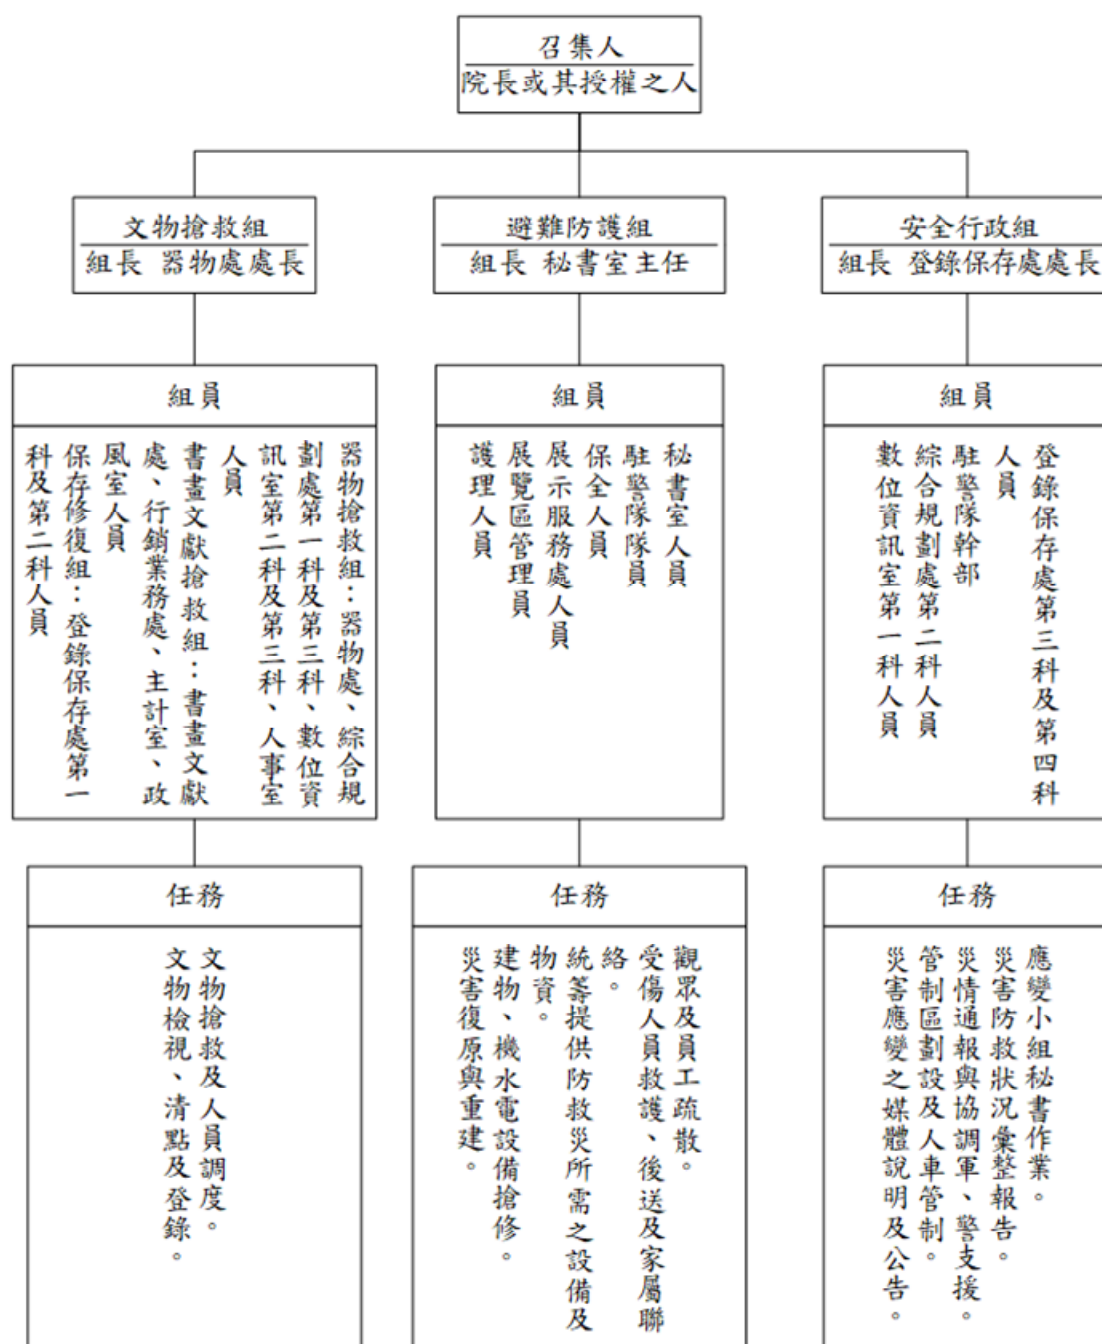 召集人
院長或其授權之人
文物搶救組
組長 器物處處長
避難防護組
組長 秘書室主任
安全行政組
組長 登錄保存處處長
組員
器物搶救組：器物處、綜合規
劃處第一科及第三科、數位資
訊室第二科及第三科、人事室
人員
書畫文獻搶救組：書畫文獻
處、行銷業務處、主計室、政
風室人員
保存修復組：登錄保存處第一
科及第二科人員
組員
秘書室人員
駐警隊隊員
保全人員
展示服務處人員
展覽區管理員
護理人員
組員
登錄保存處第三科及第四科
人員
駐警隊幹部
綜合規劃處第二科人員
數位資訊室第一科人員
任務
文物搶救及人員調度。
文物檢視、清點及登錄。
任務
觀眾及員工疏散。
受傷人員救護、後送及家屬聯
絡。
統籌提供防救災所需之設備及
物資。
建物、機水電設備搶修。
災害復原與重建。
任務
應變小組秘書作業。
災害防救狀況彙整報告。
災情通報與協調軍、警支援。
管制區劃設及人車管制。
災害應變之媒體說明及公告。